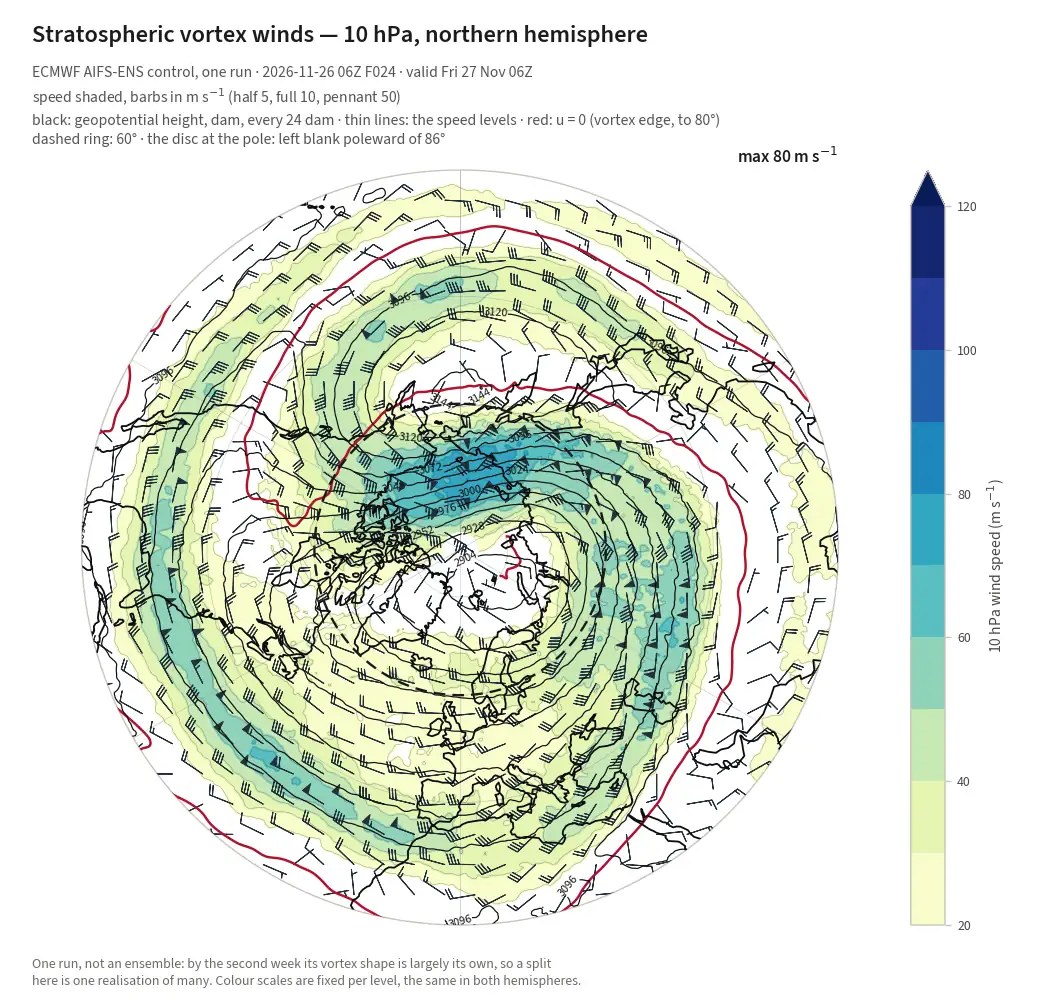 Stratospheric vortex winds — 10 hPa, northern hemisphere
ECMWF AIFS-ENS control, one run · 2026-11-26 06Z F024 · valid Fri 27 Nov 06Z
speed shaded, barbs in m s⁻¹ (half 5, full 10, pennant 50)
black: geopotential height, dam, every 24 dam · thin lines: the speed levels · red: u = 0 (vortex edge, to 80°)
dashed ring: 60° · the disc at the pole: left blank poleward of 86°
max 80 m s⁻¹
120
100
80
60
40
20
10 hPa wind speed (m s⁻¹)
3096
3120
3096
3144
3120
3072
3000
2976
2928
2904
3096
3096
One run, not an ensemble: by the second week its vortex shape is largely its own, so a split
here is one realisation of many. Colour scales are fixed per level, the same in both hemispheres.